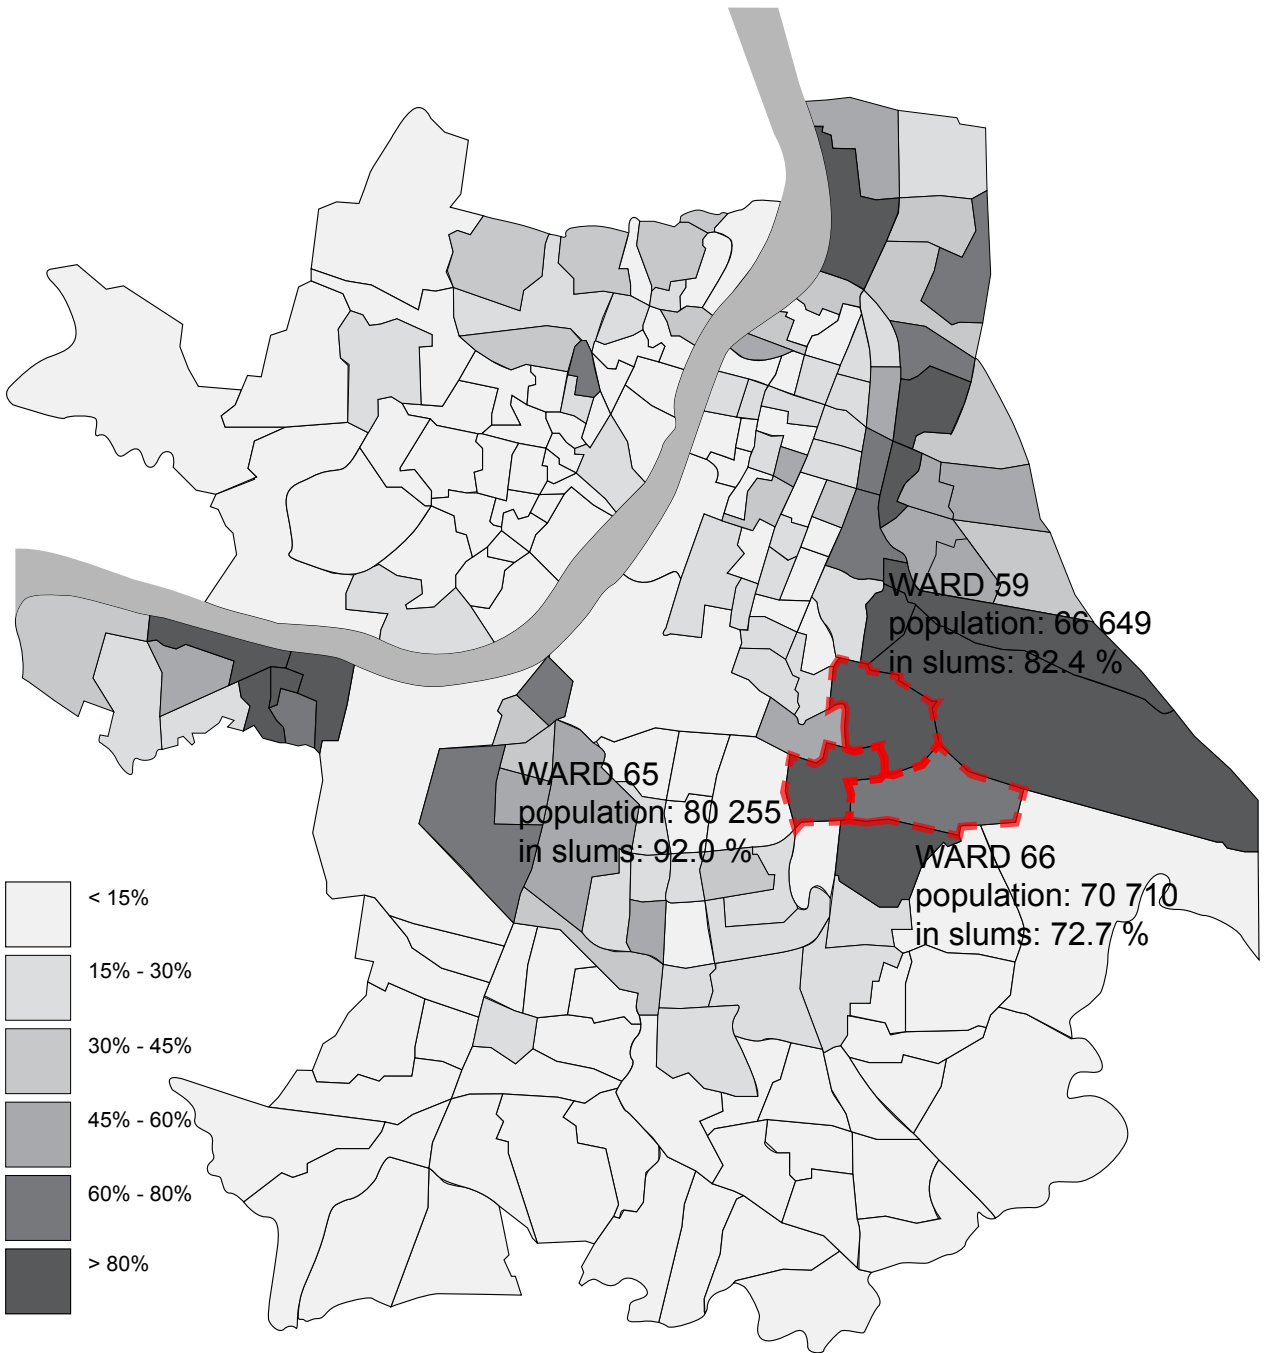 WARD 59
population: 66 649
in slums: 82.4 %
WARD 65
population: 80 255
in slums: 92.0 %
WARD 66
population: 70 710
in slums: 72.7 %
< 15%
15% - 30%
30% - 45%
45% - 60%
60% - 80%
> 80%